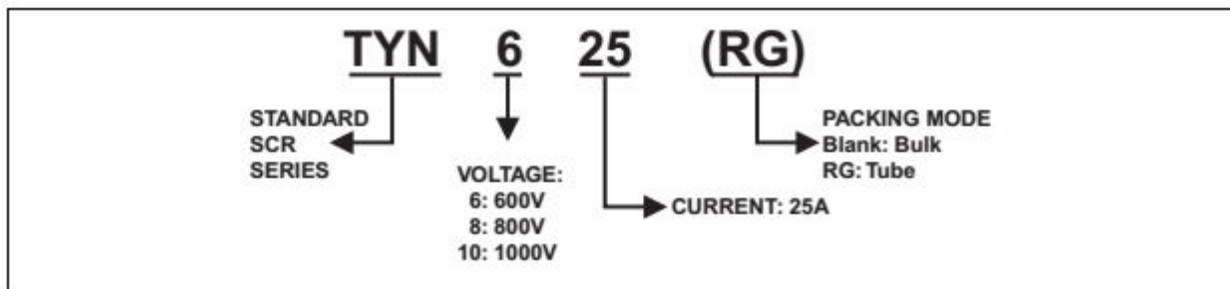 TYN 6 25 (RG)
STANDARD
SCR
SERIES
VOLTAGE:
6: 600V
8: 800V
10: 1000V
CURRENT: 25A
PACKING MODE
Blank: Bulk
RG: Tube